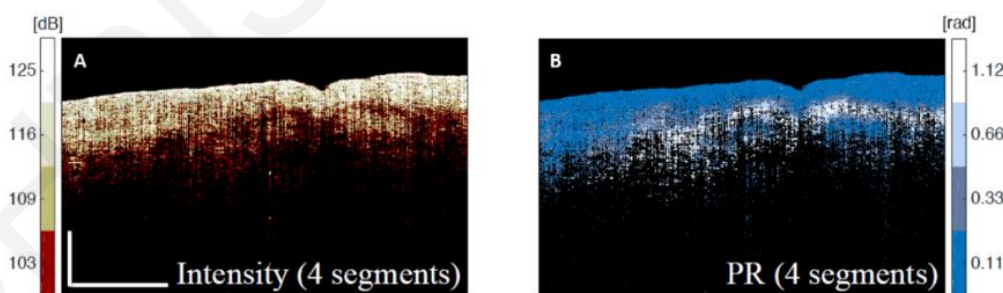 [dB]
125
116
109
103
A
Intensity (4 segments)
B
PR (4 segments)
[rad]
1.12
0.66
0.33
0.11